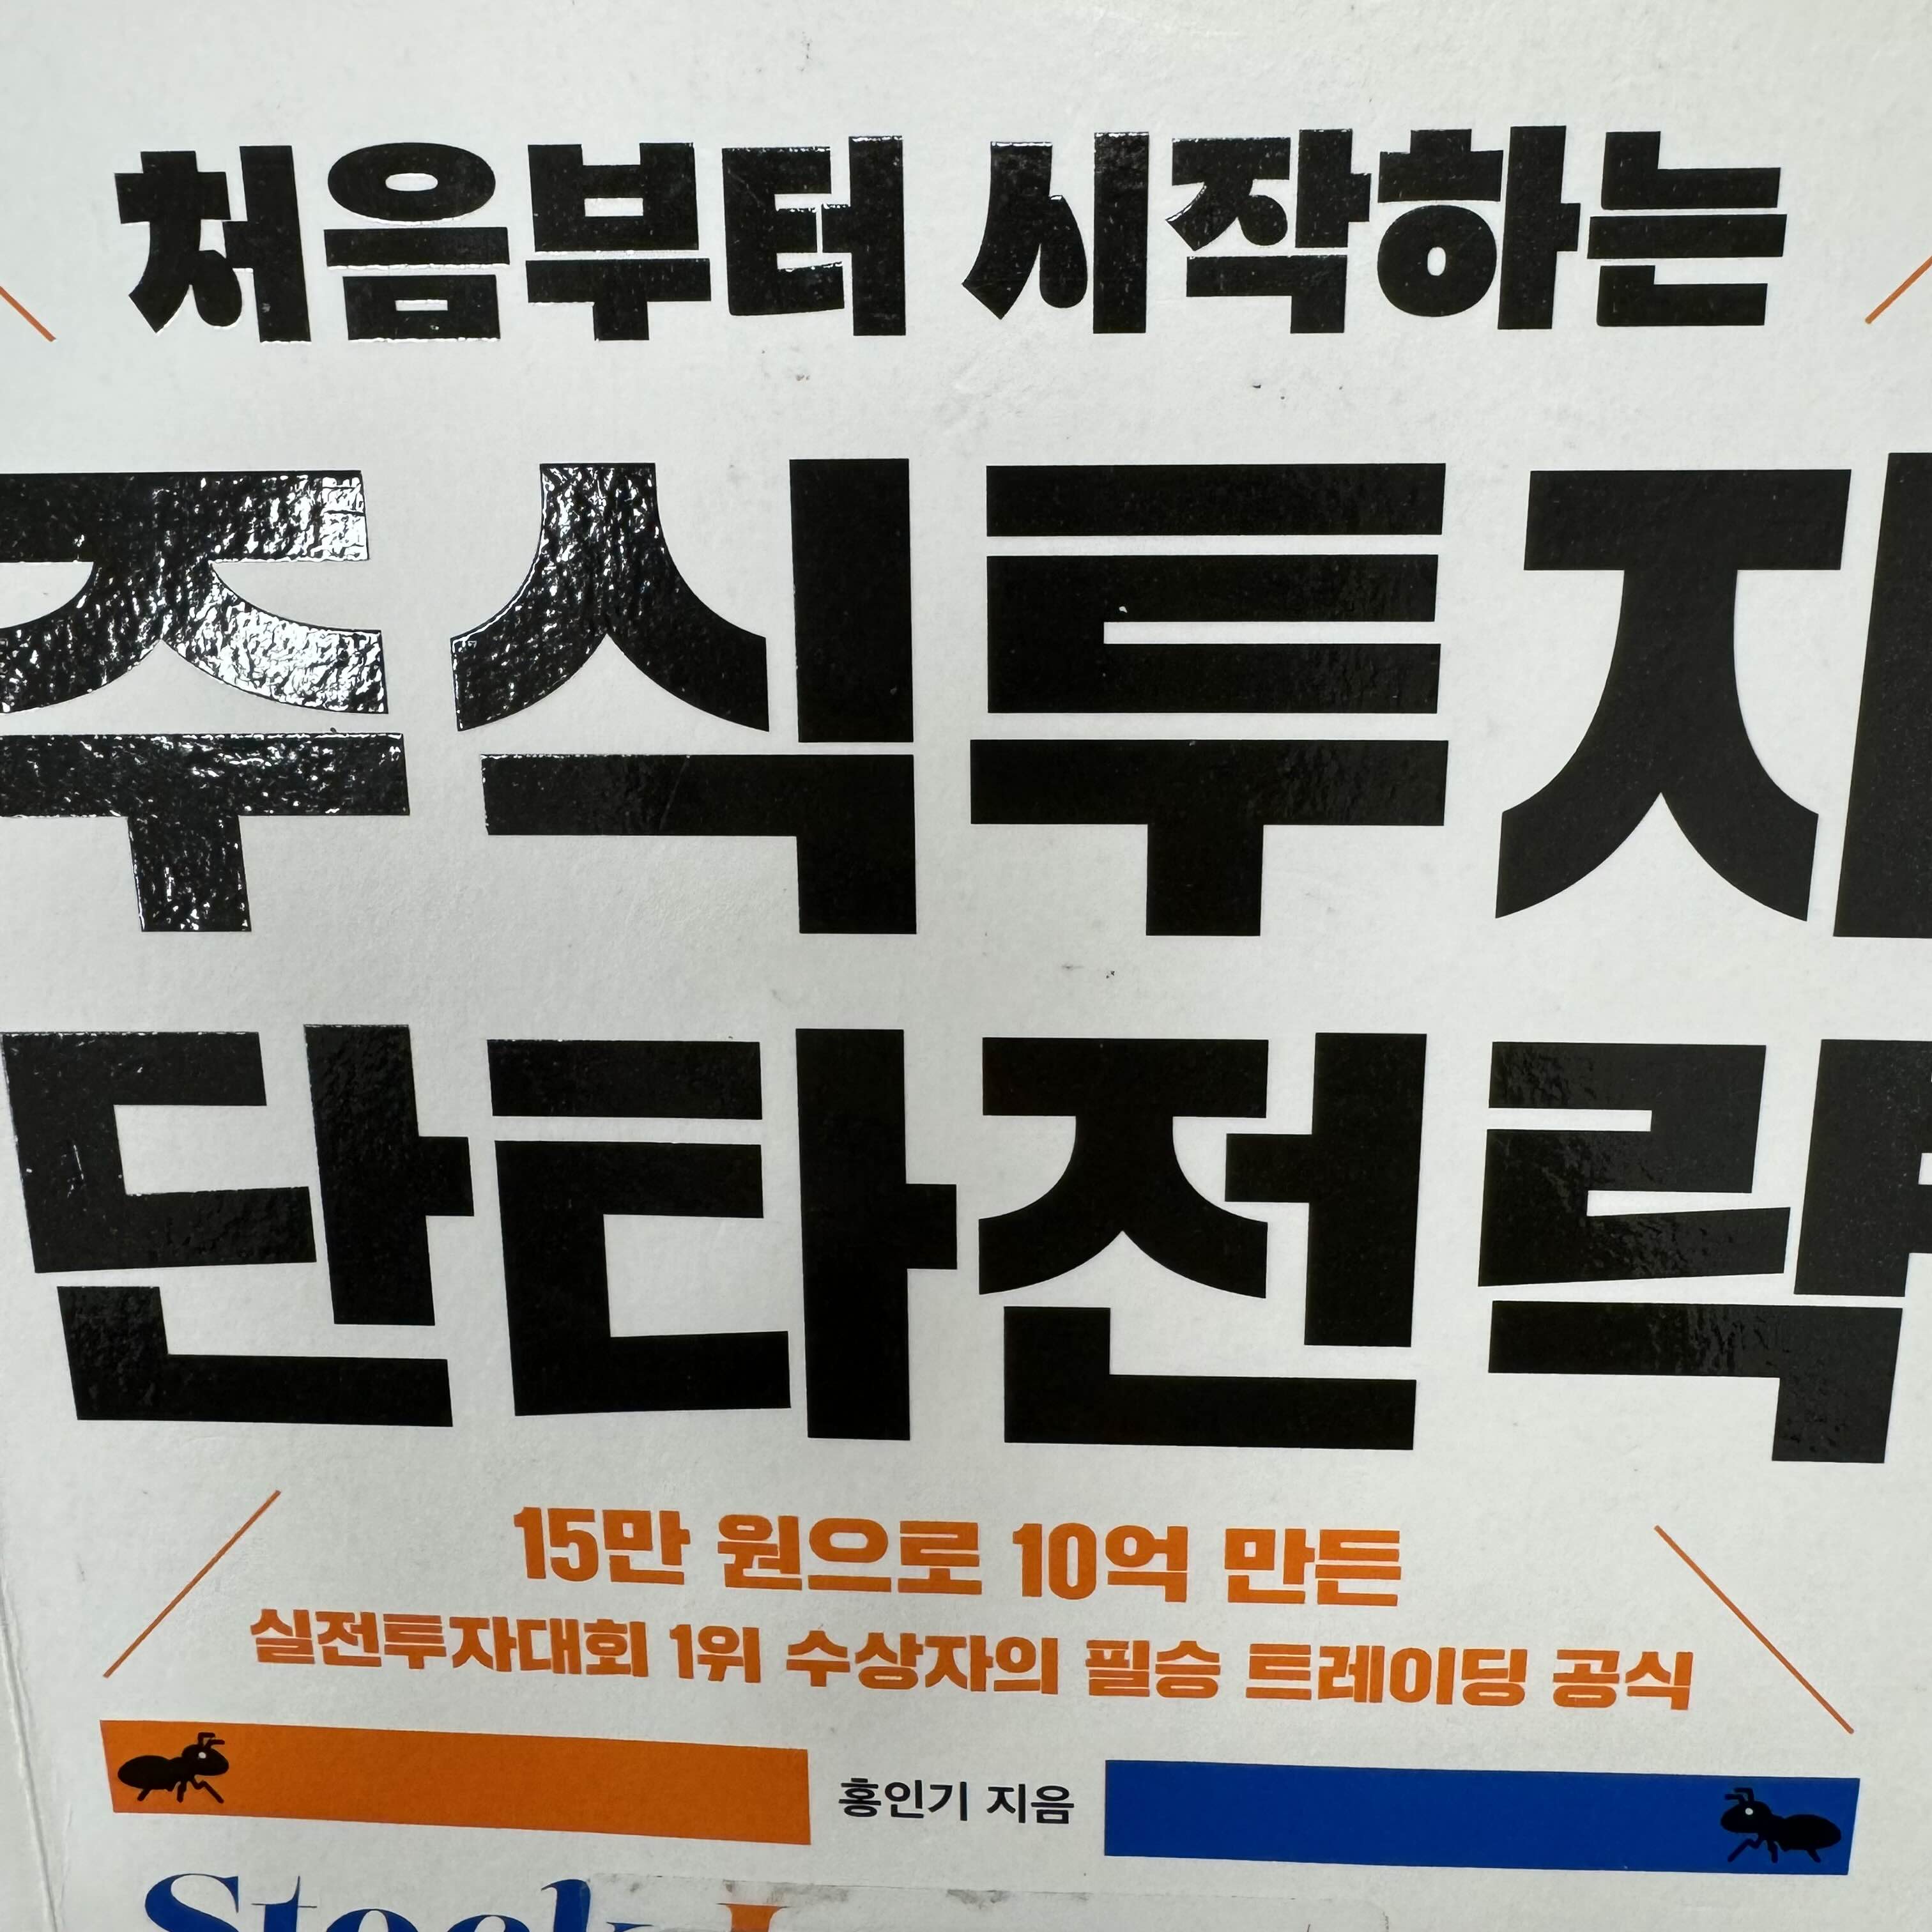 처음부터 시작하는
주식투자
단타전략
15만 원으로 10억 만든
실전투자대회 1위 수상자의 필승 트레이딩 공식
홍인기 지음
Stock